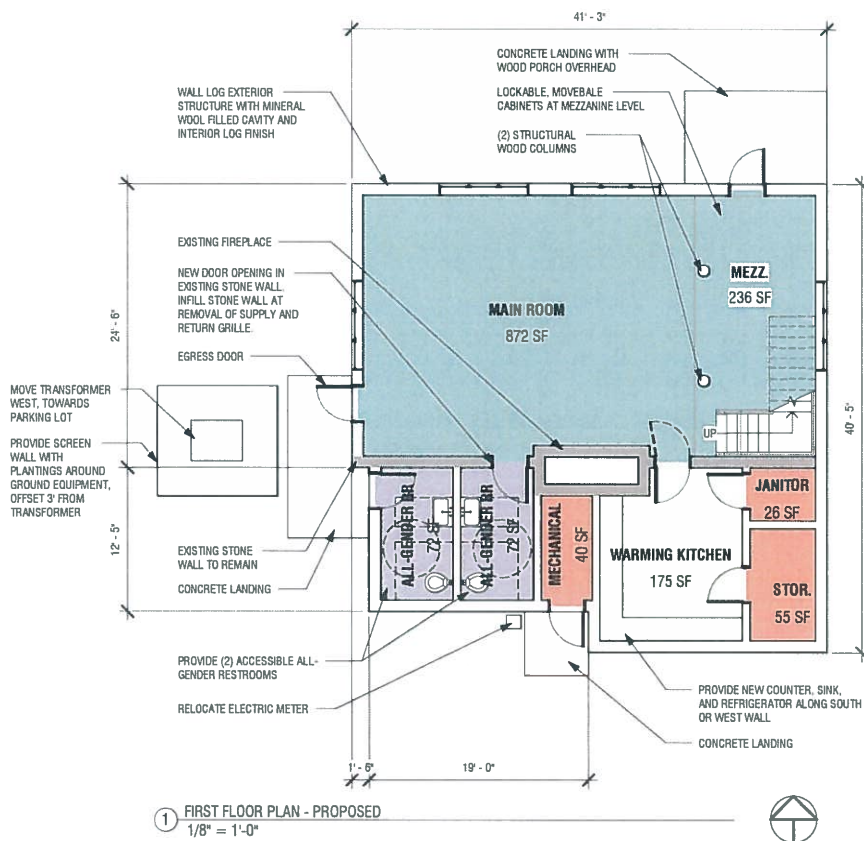 41' - 3"
CONCRETE LANDING WITH
WOOD PORCH OVERHEAD
WALL LOG EXTERIOR
STRUCTURE WITH MINERAL
WOOL FILLED CAVITY AND
INTERIOR LOG FINISH
LOCKABLE, MOVEBALE
CABINETS AT MEZZANINE LEVEL
(2) STRUCTURAL
WOOD COLUMNS
EXISTING FIREPLACE
NEW DOOR OPENING IN
EXISTING STONE WALL.
INFILL STONE WALL AT
REMOVAL OF SUPPLY AND
RETURN GRILLE.
EGRESS DOOR
MEZZ.
236 SF
MAIN ROOM
872 SF
24' - 6"
40' - 5"
MOVE TRANSFORMER
WEST, TOWARDS
PARKING LOT
PROVIDE SCREEN
WALL WITH
PLANTINGS AROUND
GROUND EQUIPMENT,
OFFSET 3' FROM
TRANSFORMER
UP
12' - 5"
EXISTING STONE
WALL TO REMAIN
CONCRETE LANDING
ALL-GENDER BR
72 SF
ALL-GENDER BR
72 SF
MECHANICAL
40 SF
WARMING KITCHEN
175 SF
JANITOR
26 SF
STOR.
55 SF
PROVIDE (2) ACCESSIBLE ALL-
GENDER RESTROOMS
RELOCATE ELECTRIC METER
PROVIDE NEW COUNTER, SINK,
AND REFRIGERATOR ALONG SOUTH
OR WEST WALL
CONCRETE LANDING
1' - 6"
19' - 0"
1
FIRST FLOOR PLAN - PROPOSED
1/8" = 1'-0"